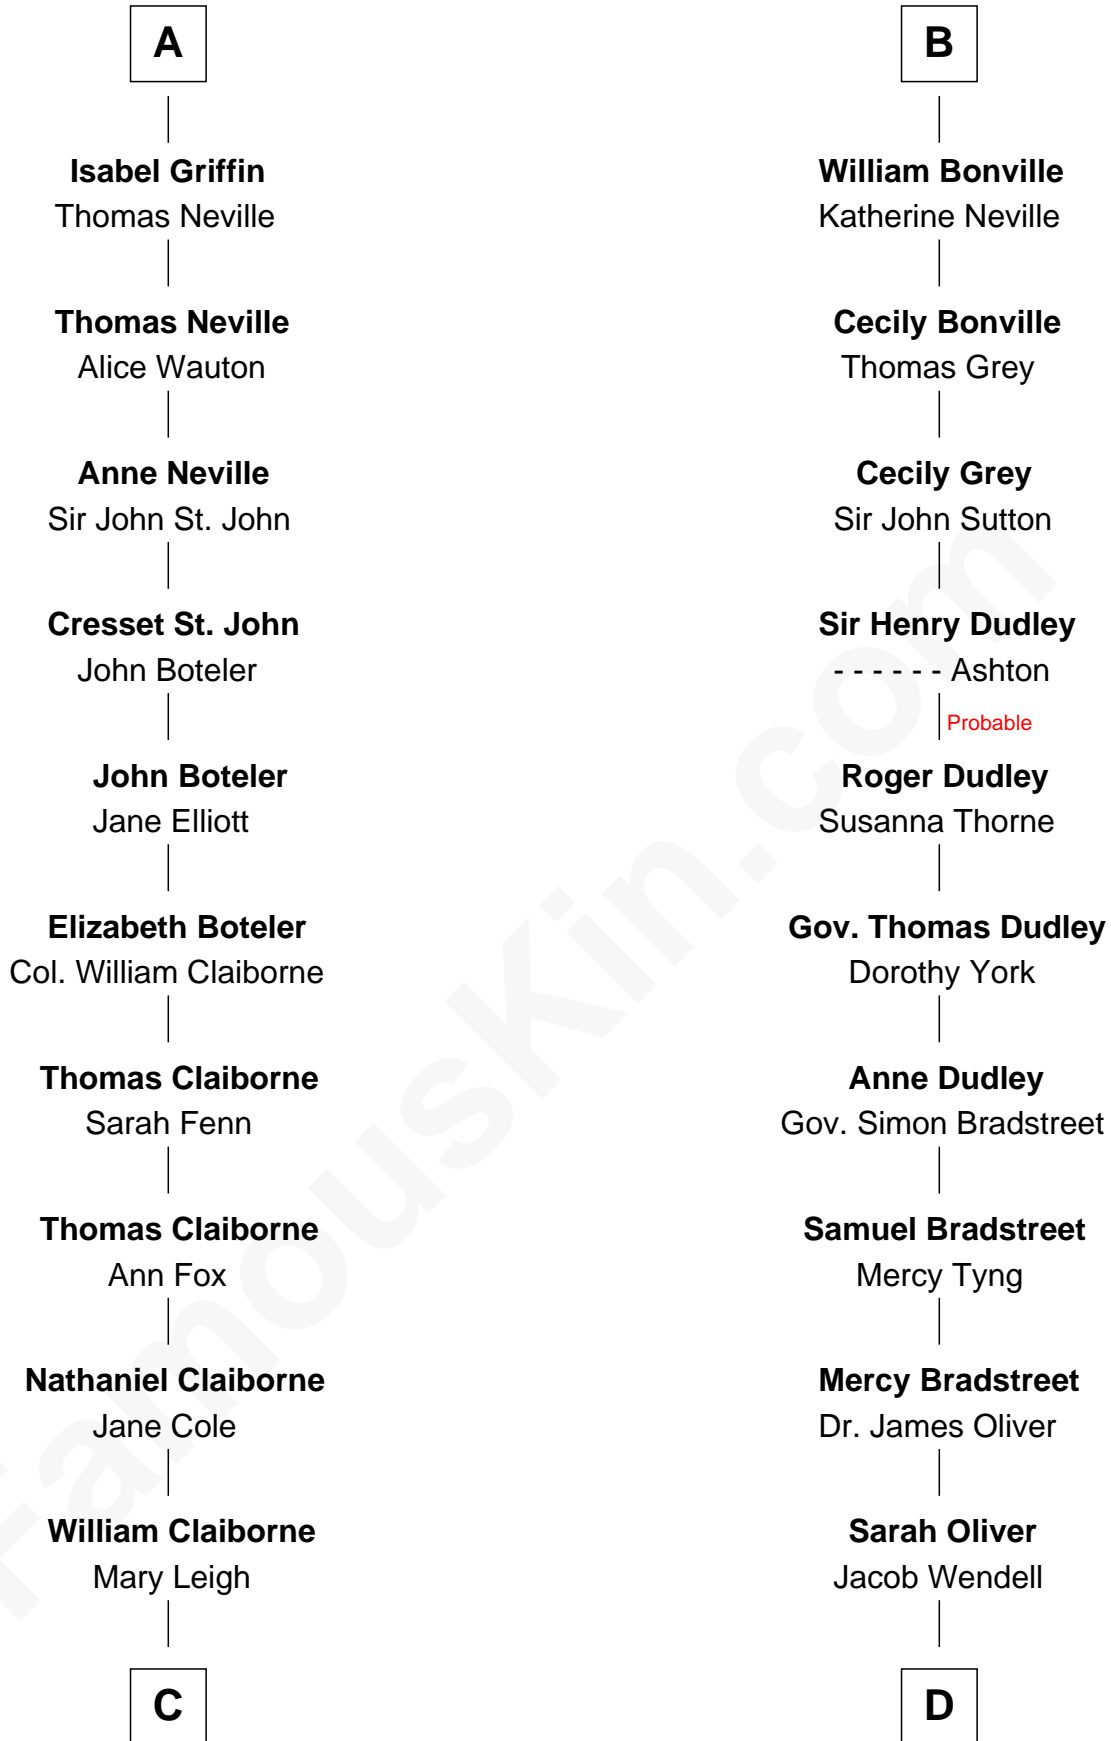 A
Isabel Griffin
Thomas Neville
Thomas Neville
Alice Wauton
Anne Neville
Sir John St. John
Cresset St. John
John Boteler
John Boteler
Jane Elliott
Elizabeth Boteler
Col. William Claiborne
Thomas Claiborne
Sarah Fenn
Thomas Claiborne
Ann Fox
Nathaniel Claiborne
Jane Cole
William Claiborne
Mary Leigh
C
B
William Bonville
Katherine Neville
Cecily Bonville
Thomas Grey
Cecily Grey
Sir John Sutton
Sir Henry Dudley
- - - - - - Ashton
Probable
Roger Dudley
Susanna Thorne
Gov. Thomas Dudley
Dorothy York
Anne Dudley
Gov. Simon Bradstreet
Samuel Bradstreet
Mercy Tyng
Mercy Bradstreet
Dr. James Oliver
Sarah Oliver
Jacob Wendell
D
FamousKin.com